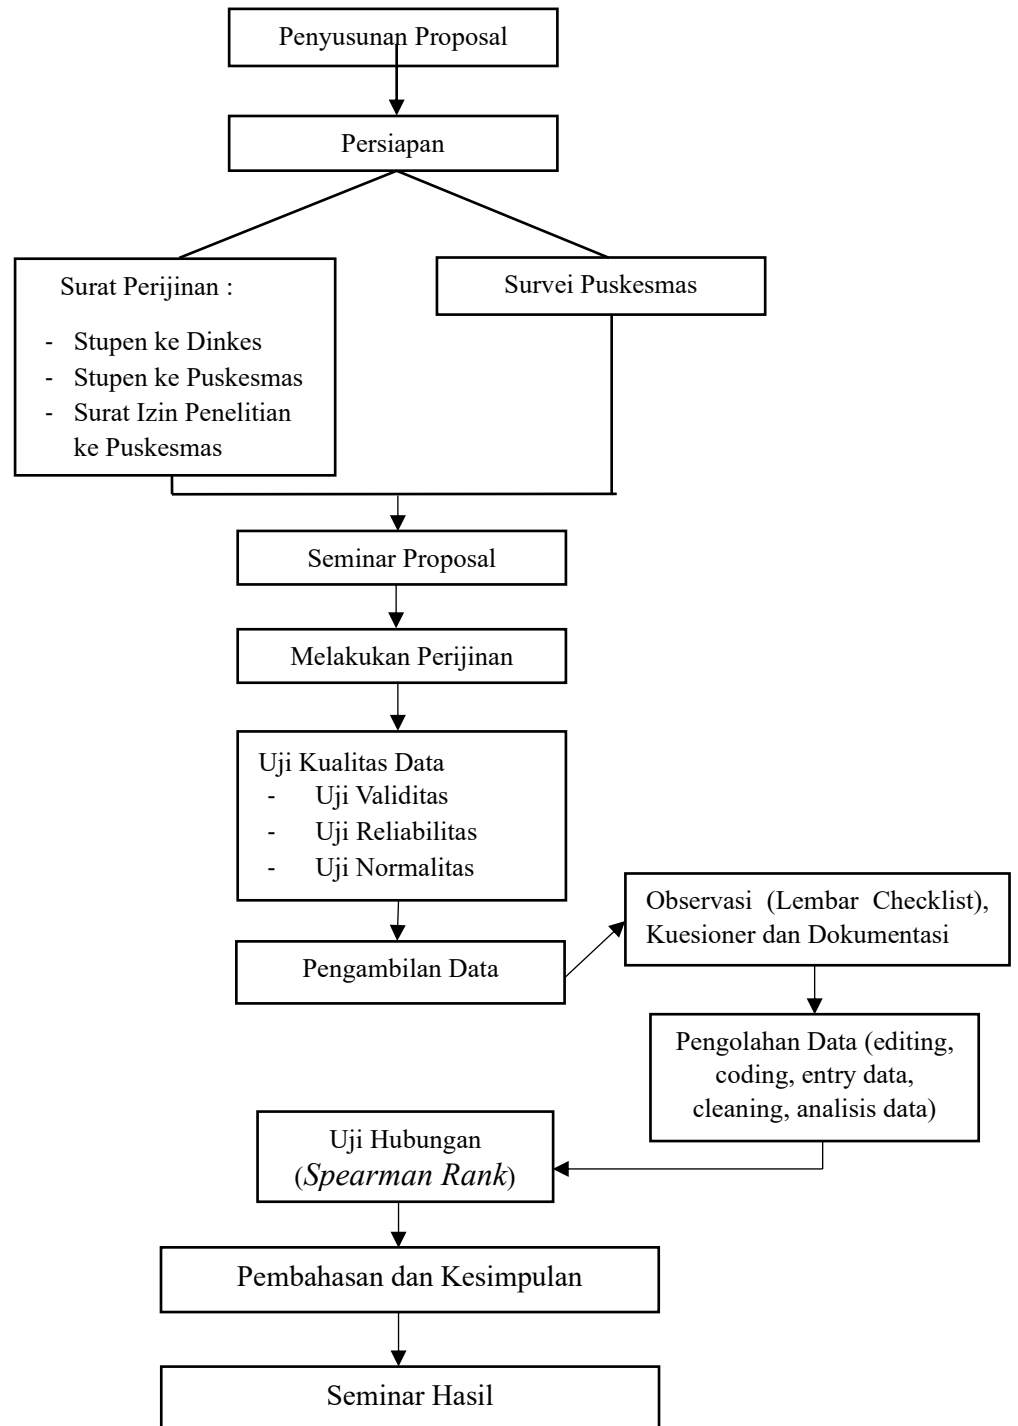 Penyusunan Proposal
Persiapan
Surat Perijinan :
- Stupen ke Dinkes
- Stupen ke Puskesmas
- Surat Izin Penelitian
ke Puskesmas
Survei Puskesmas
Seminar Proposal
Melakukan Perijinan
Uji Kualitas Data
- Uji Validitas
- Uji Reliabilitas
- Uji Normalitas
Pengambilan Data
Observasi (Lembar Checklist),
Kuesioner dan Dokumentasi
Pengolahan Data (editing,
coding, entry data,
cleaning, analisis data)
Uji Hubungan
(Spearman Rank)
Pembahasan dan Kesimpulan
Seminar Hasil